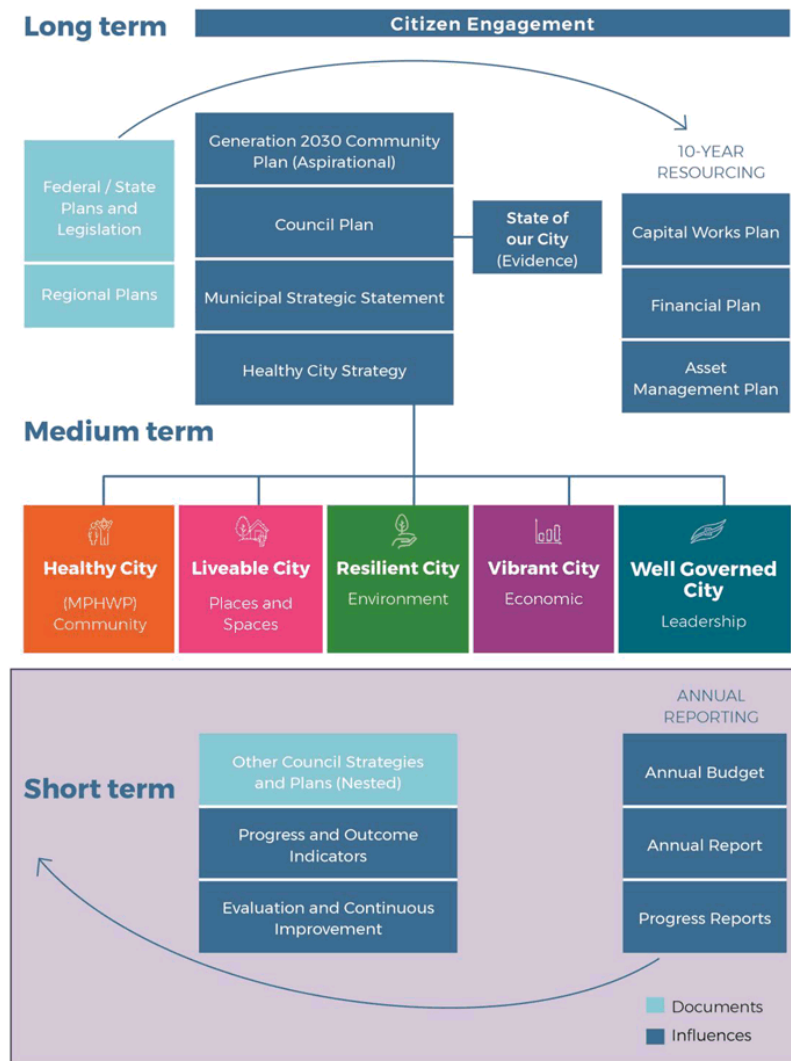 Long term
Citizen Engagement
Federal / State
Plans and
Legislation
Regional Plans
Generation 2030 Community
Plan (Aspirational)
Council Plan
Municipal Strategic Statement
Healthy City Strategy
State of
our City
(Evidence)
10-YEAR
RESOURCING
Capital Works Plan
Financial Plan
Asset
Management Plan
Medium term
Healthy City
(MPHWP)
Community
Liveable City
Places and
Spaces
Resilient City
Environment
Vibrant City
Economic
Well Governed
City
Leadership
Short term
Other Council Strategies
and Plans (Nested)
Progress and Outcome
Indicators
Evaluation and Continuous
Improvement
ANNUAL
REPORTING
Annual Budget
Annual Report
Progress Reports
Documents
Influences